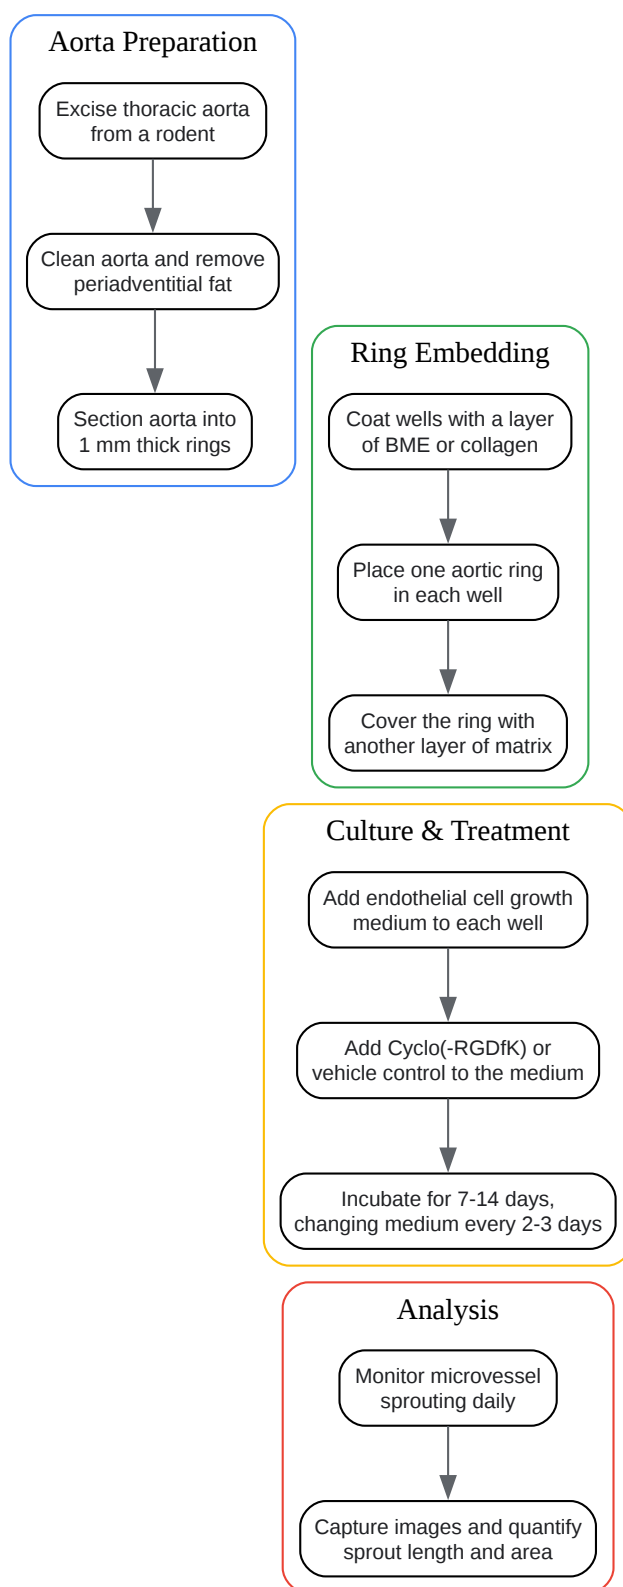 Aorta Preparation
Excise thoracic aorta
from a rodent
Clean aorta and remove
periadventitial fat
Section aorta into
1 mm thick rings
Ring Embedding
Coat wells with a layer
of BME or collagen
Place one aortic ring
in each well
Cover the ring with
another layer of matrix
Culture & Treatment
Add endothelial cell growth
medium to each well
Add Cyclo(-RGDfK) or
vehicle control to the medium
Incubate for 7-14 days,
changing medium every 2-3 days
Analysis
Monitor microvessel
sprouting daily
Capture images and quantify
sprout length and area